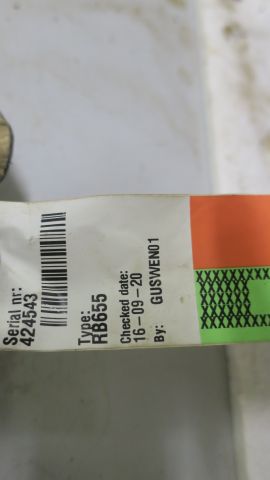 Serial nr:
424543
Type:
RB655
Checked date:
16-09-20
By: GUSWEN01